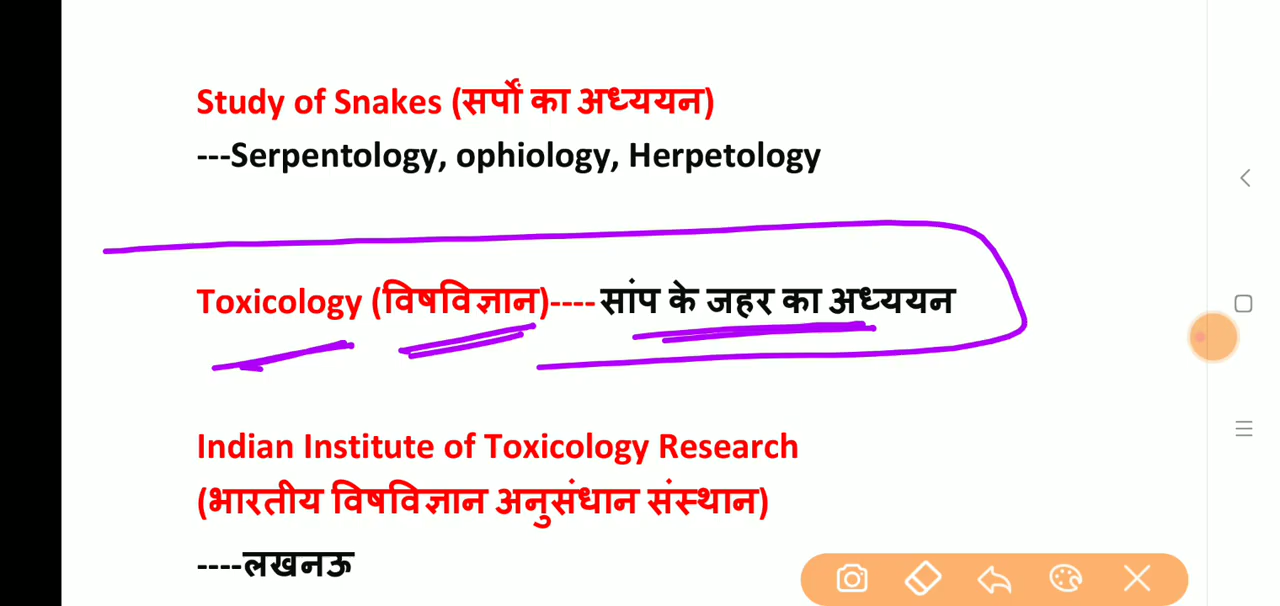 Study of Snakes (सर्पों का अध्ययन)
---Serpentology, ophiology, Herpetology
Toxicology (विषविज्ञान)---- सांप के जहर का अध्ययन
Indian Institute of Toxicology Research
(भारतीय विषविज्ञान अनुसंधान संस्थान)
----लखनऊ